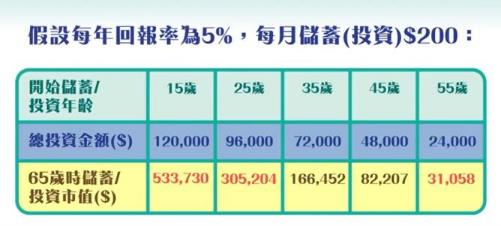 假設每年回報率為5%，每月儲蓄(投資)$200：
開始儲蓄/
投資年齡
15歲
25歲
35歲
45歲
55歲
總投資金額($)
120,000
96,000
72,000
48,000
24,000
65歲時儲蓄/
投資市值($)
533,730
305,204
166,452
82,207
31,058